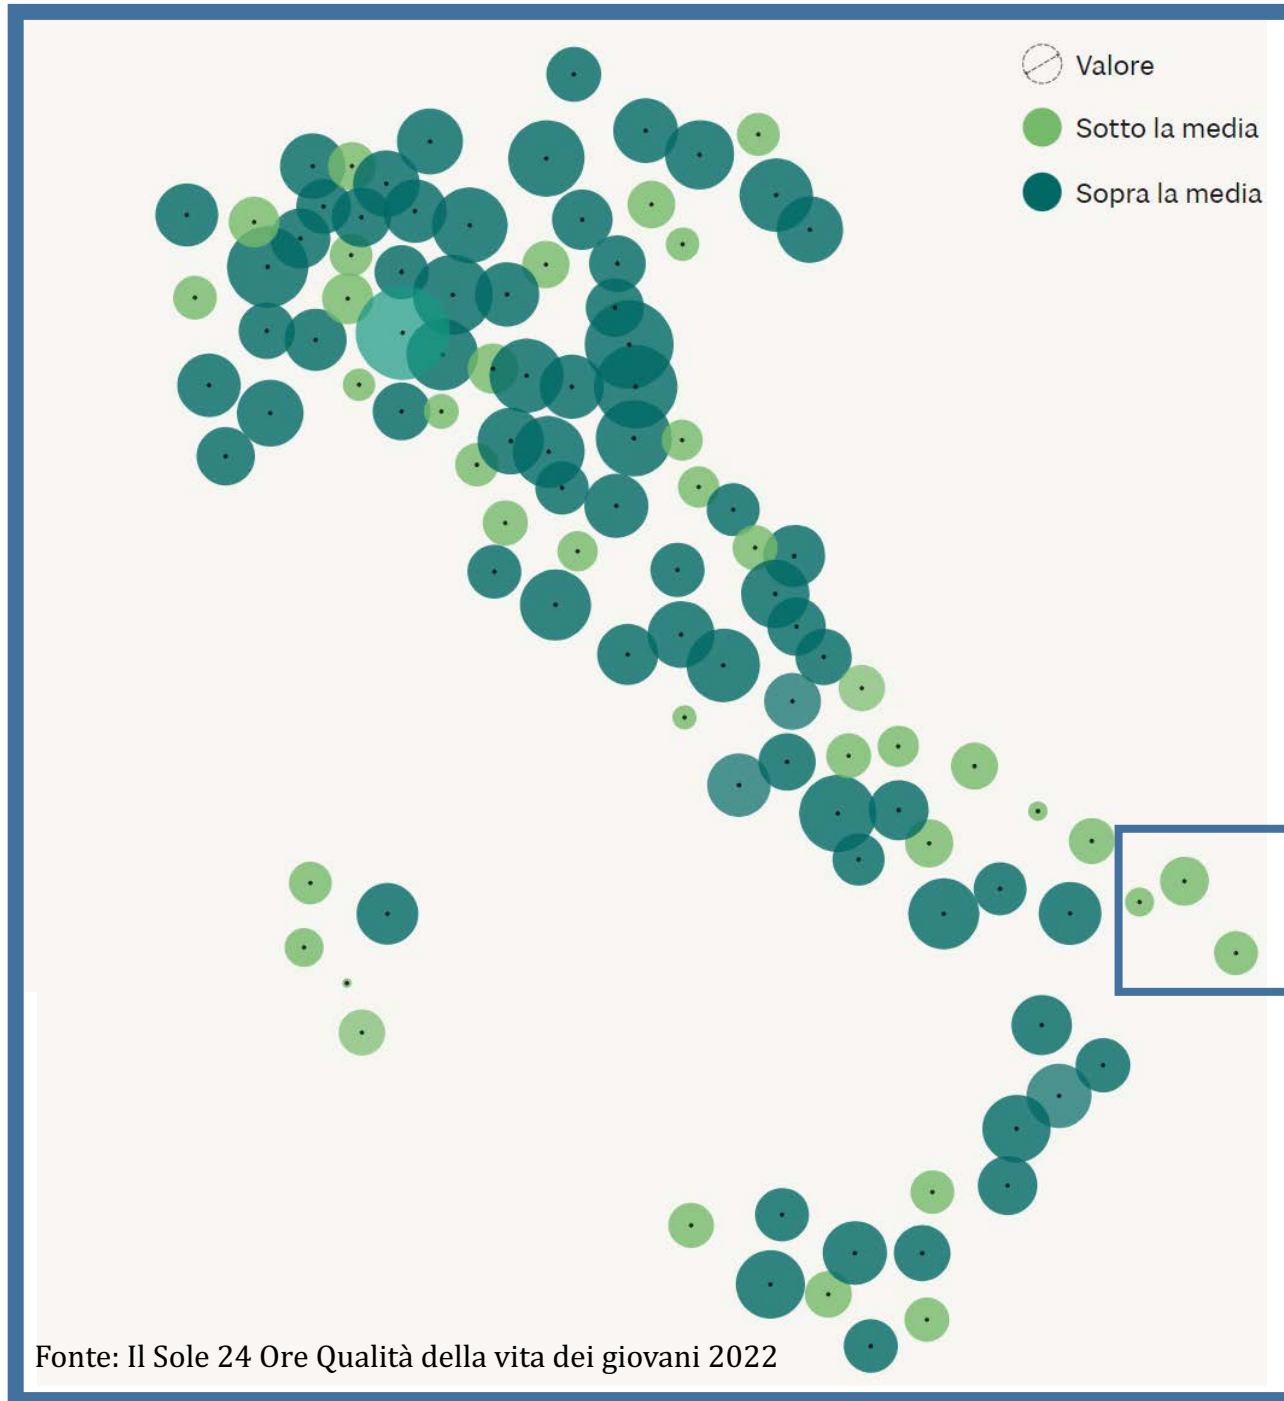 Valore
Sotto la media
Sopra la media
Fonte: Il Sole 24 Ore Qualità della vita dei giovani 2022